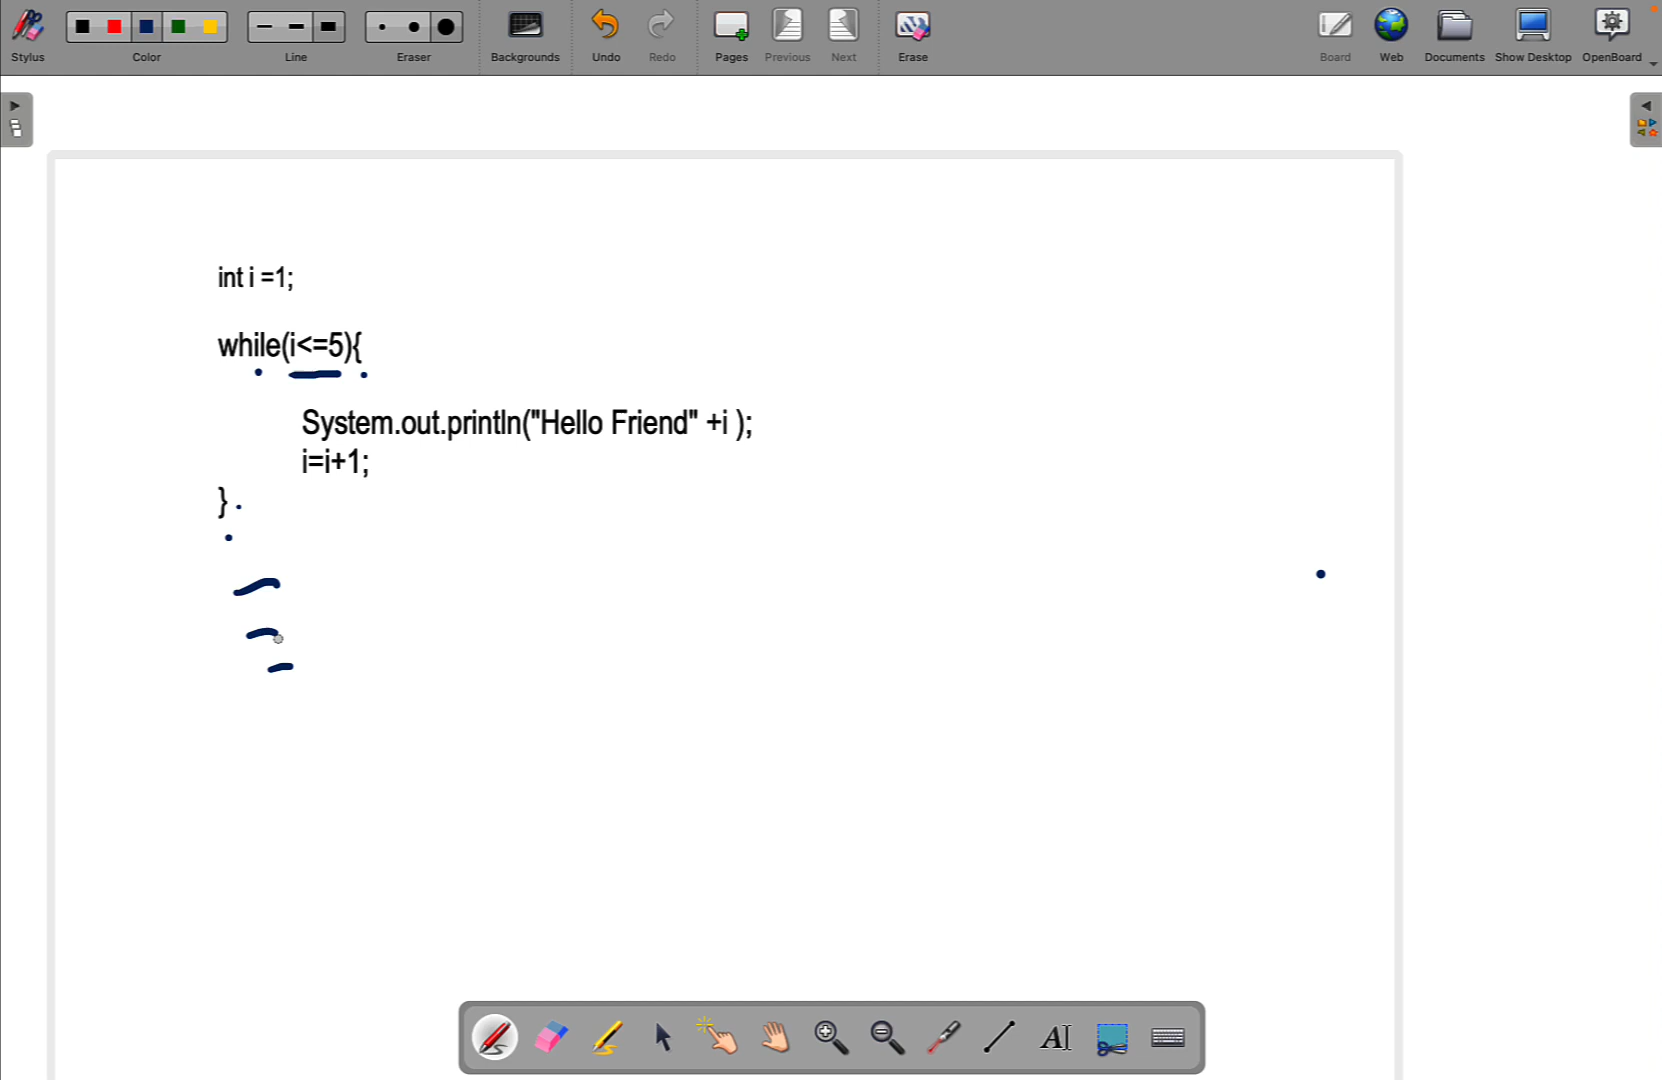 Stylus
Color
Line
Eraser
Backgrounds
Undo
Redo
Pages
Previous
Next
Erase
Board
Web
Documents
Show Desktop
OpenBoard
int i =1;
while(i<=5){
System.out.println("Hello Friend" +i );
i=i+1;
}
AI